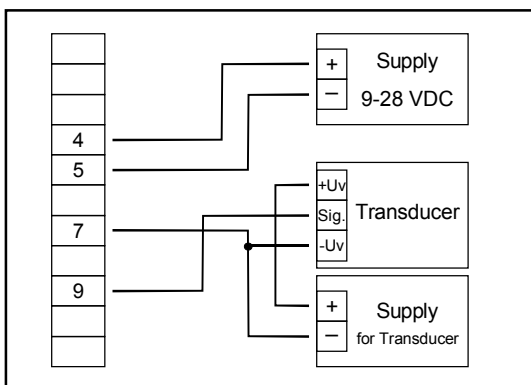 4
5
7
9
+
−
Supply
9-28 VDC
+Uv
Sig.
-Uv
Transducer
+
−
Supply
for Transducer